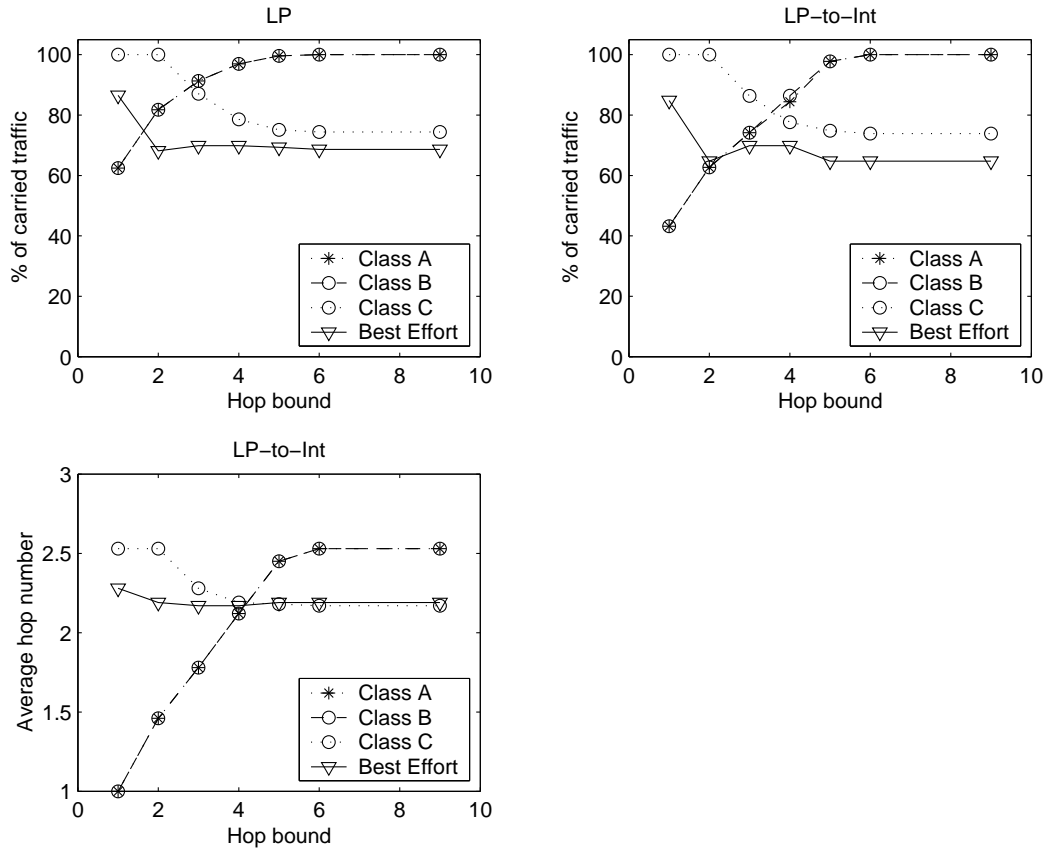 LP
% of carried traffic
100
80
60
40
20
0
0 2 4 6 8 10
Hop bound
Class A
Class B
Class C
Best Effort
LP−to−Int
% of carried traffic
100
80
60
40
20
0
0 2 4 6 8 10
Hop bound
Class A
Class B
Class C
Best Effort
LP−to−Int
Average hop number
3
2.5
2
1.5
1
0 2 4 6 8 10
Hop bound
Class A
Class B
Class C
Best Effort